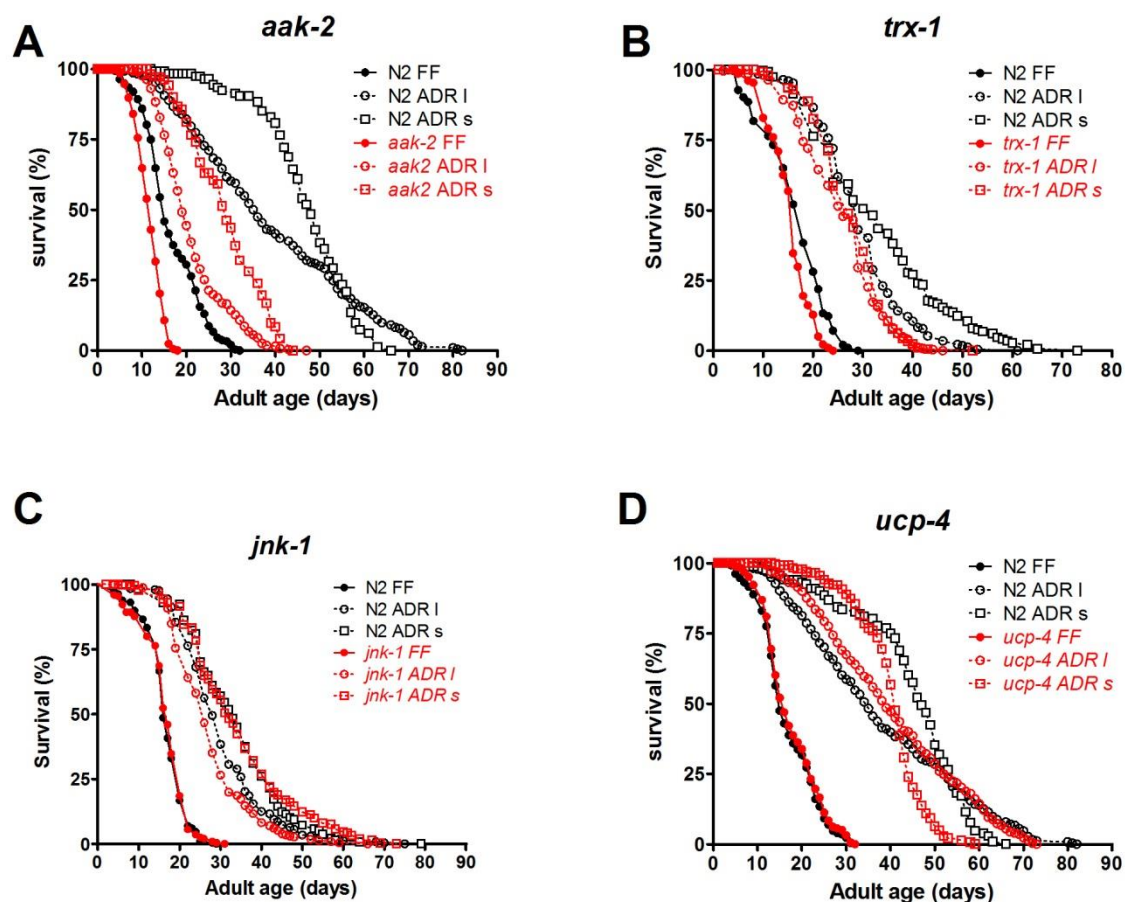 A
aak-2
survival (%)
100
75
50
25
0
0 10 20 30 40 50 60 70 80 90
Adult age (days)
N2 FF
N2 ADR l
N2 ADR s
aak-2 FF
aak2 ADR l
aak2 ADR s
B
trx-1
Survival (%)
100
75
50
25
0
0 10 20 30 40 50 60 70 80
Adult age (days)
N2 FF
N2 ADR l
N2 ADR s
trx-1 FF
trx-1 ADR l
trx-1 ADR s
C
jnk-1
Survival (%)
100
75
50
25
0
0 10 20 30 40 50 60 70 80 90
Adult age (days)
N2 FF
N2 ADR l
N2 ADR s
jnk-1 FF
jnk-1 ADR l
jnk-1 ADR s
D
ucp-4
survival (%)
100
75
50
25
0
0 10 20 30 40 50 60 70 80 90
Adult age (days)
N2 FF
N2 ADR l
N2 ADR s
ucp-4 FF
ucp-4 ADR l
ucp-4 ADR s